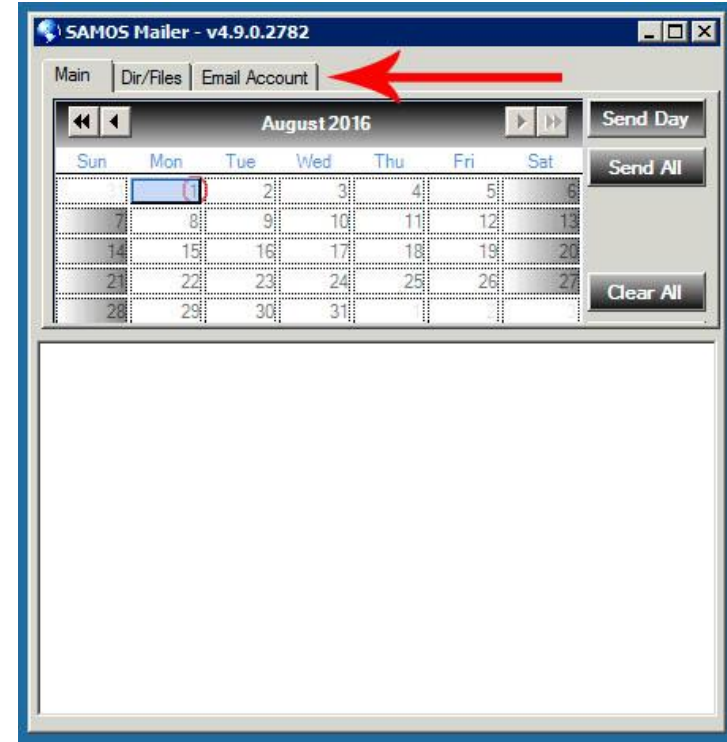 SAMOS Mailer - v4.9.0.2782
Main Dir/Files Email Account
August 2016 Send Day
Sun Mon Tue Wed Thu Fri Sat Send All
1 2 3 4 5 6
7 8 9 10 11 12 13
14 15 16 17 18 19 20
21 22 23 24 25 26 27 Clear All
28 29 30 31